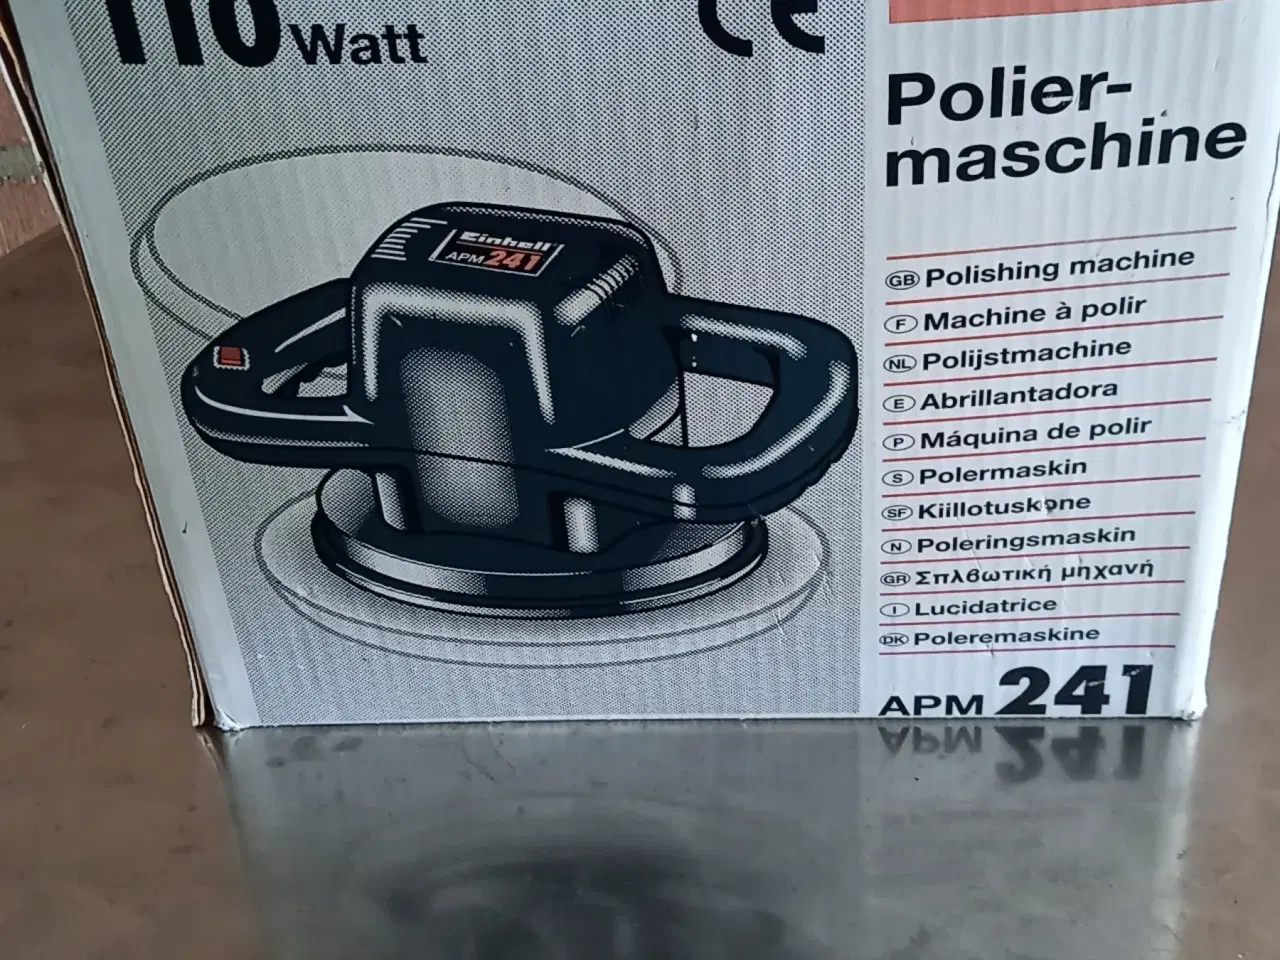 110 Watt
CE
Polier-
maschine
Einhell
APM 241
GB Polishing machine
F Machine à polir
NL Polijstmachine
E Abrillantadora
P Máquina de polir
S Polermaskin
SF Kiillotuskone
N Poleringsmaskin
GR Σπλβωτική μηχανή
I Lucidatrice
DK Poleremaskine
APM 241